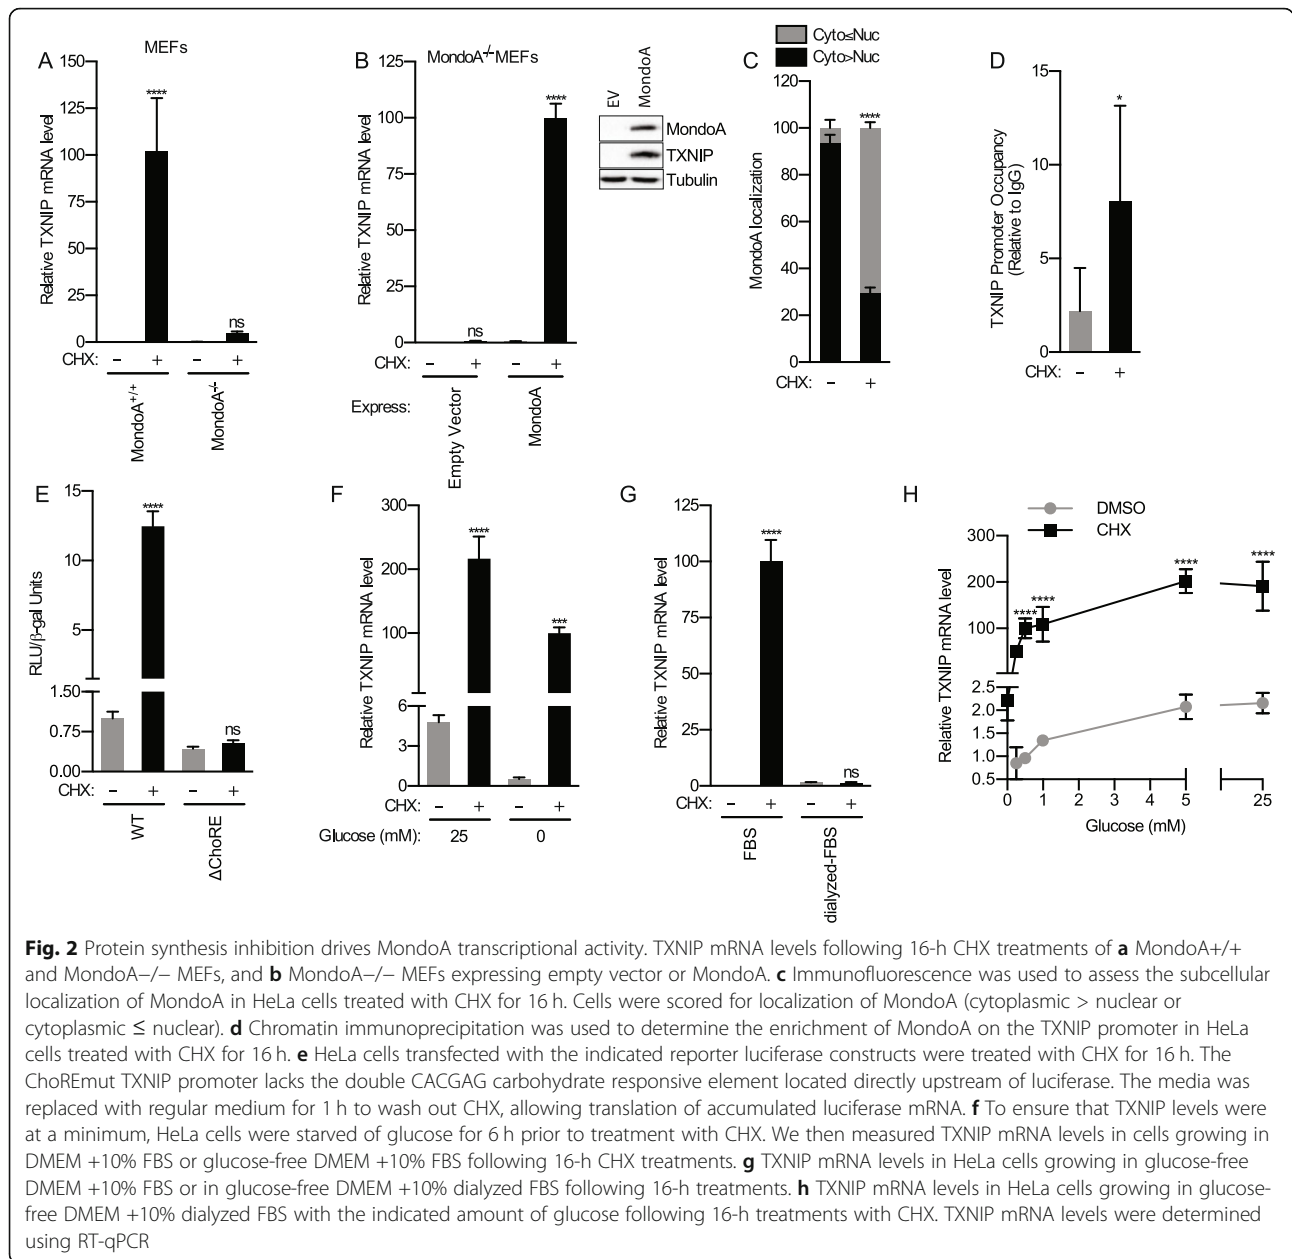 A
MEFs
Relative TXNIP mRNA level
150
125
100
75
50
25
0
****
ns
CHX: – + – +
MondoA+/+
MondoA-/-
B
MondoA-/-MEFs
Relative TXNIP mRNA level
125
100
75
50
25
0
****
ns
CHX: – + – +
Express:
Empty Vector
MondoA
EV
MondoA
MondoA
TXNIP
Tubulin
C
Cyto≤Nuc
Cyto>Nuc
MondoA localization
120
100
80
60
40
20
0
****
CHX: – +
D
TXNIP Promoter Occupancy
(Relative to IgG)
15
10
5
0
*
CHX: – +
E
RLU/β-gal Units
15
10
5
1.50
0.75
0.00
****
ns
CHX: – + – +
WT
ΔChoRE
F
Relative TXNIP mRNA level
300
200
100
6
3
0
****
***
CHX: – + – +
Glucose (mM): 25 0
G
Relative TXNIP mRNA level
125
100
75
50
25
0
****
ns
CHX: – + – +
FBS
dialyzed-FBS
H
DMSO
CHX
Relative TXNIP mRNA level
300
200
100
2.5
2.0
1.5
1.0
0.5
****
****
****
****
0 1 2 3 4 5 25
Glucose (mM)
Fig. 2 Protein synthesis inhibition drives MondoA transcriptional activity. TXNIP mRNA levels following 16-h CHX treatments of a MondoA+/+
and MondoA−/− MEFs, and b MondoA−/− MEFs expressing empty vector or MondoA. c Immunofluorescence was used to assess the subcellular
localization of MondoA in HeLa cells treated with CHX for 16 h. Cells were scored for localization of MondoA (cytoplasmic > nuclear or
cytoplasmic ≤ nuclear). d Chromatin immunoprecipitation was used to determine the enrichment of MondoA on the TXNIP promoter in HeLa
cells treated with CHX for 16 h. e HeLa cells transfected with the indicated reporter luciferase constructs were treated with CHX for 16 h. The
ChoREmut TXNIP promoter lacks the double CACGAG carbohydrate responsive element located directly upstream of luciferase. The media was
replaced with regular medium for 1 h to wash out CHX, allowing translation of accumulated luciferase mRNA. f To ensure that TXNIP levels were
at a minimum, HeLa cells were starved of glucose for 6 h prior to treatment with CHX. We then measured TXNIP mRNA levels in cells growing in
DMEM +10% FBS or glucose-free DMEM +10% FBS following 16-h CHX treatments. g TXNIP mRNA levels in HeLa cells growing in glucose-free
DMEM +10% FBS or in glucose-free DMEM +10% dialyzed FBS following 16-h treatments. h TXNIP mRNA levels in HeLa cells growing in glucose-
free DMEM +10% dialyzed FBS with the indicated amount of glucose following 16-h treatments with CHX. TXNIP mRNA levels were determined
using RT-qPCR